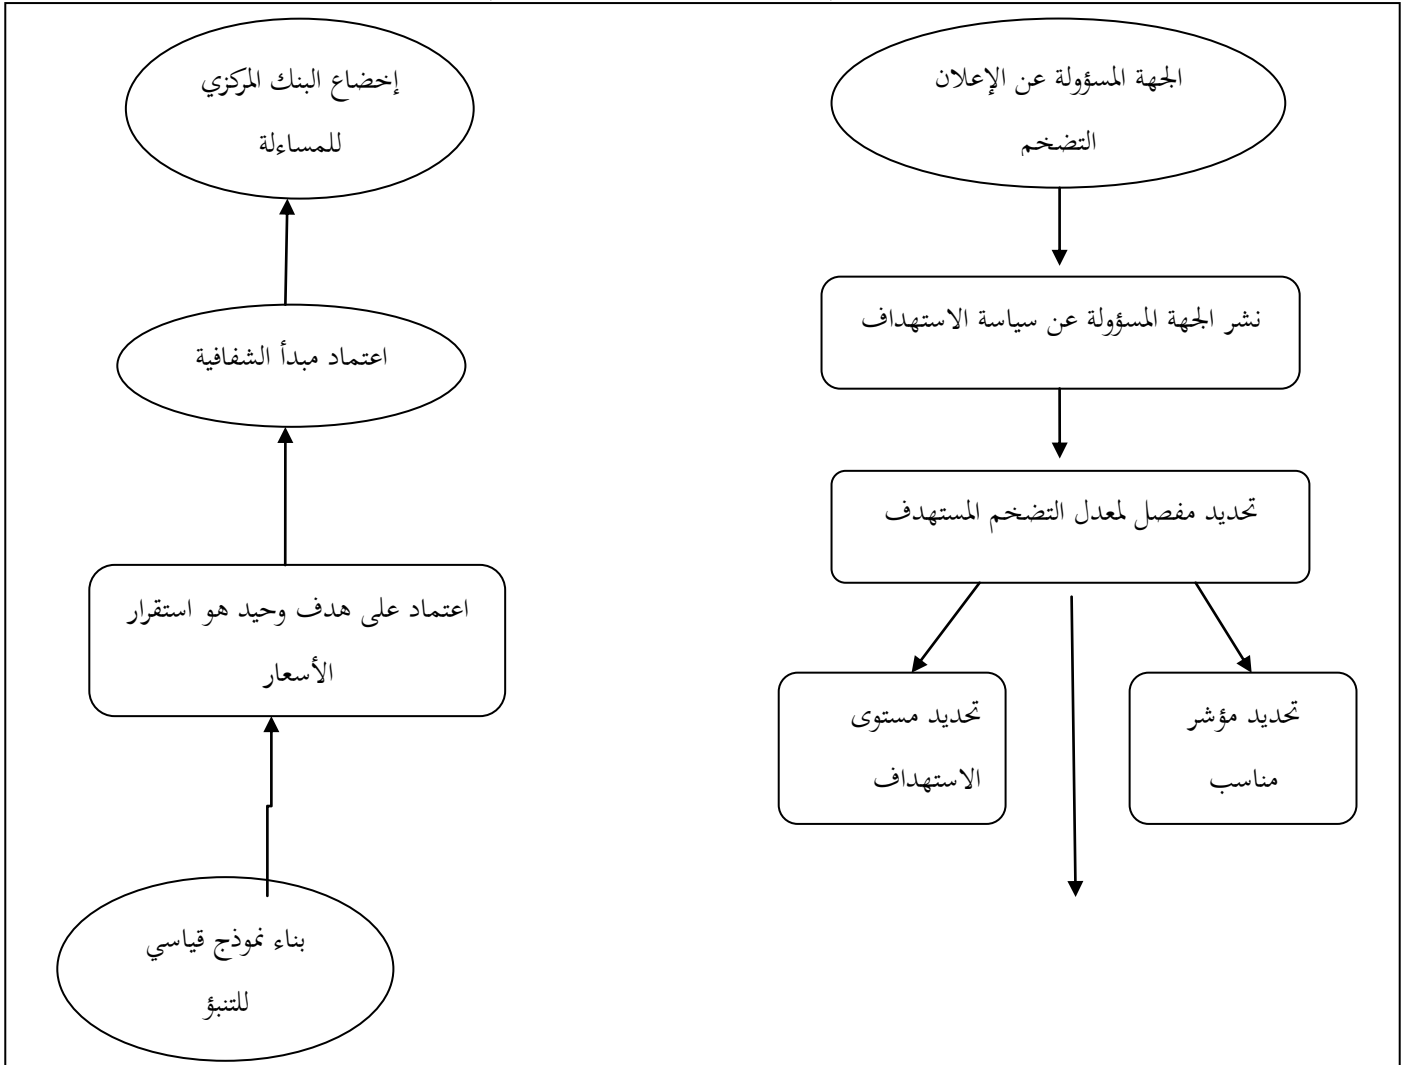 الجهة المسؤولة عن الإعلان
التضخم
نشر الجهة المسؤولة عن سياسة الاستهداف
تحديد مفصل لمعدل التضخم المستهدف
تحديد مؤشر
مناسب
تحديد مستوى
الاستهداف
إخضاع البنك المركزي
للمساءلة
اعتماد مبدأ الشفافية
اعتماد على هدف وحيد هو استقرار
الأسعار
بناء نموذج قياسي
للتنبؤ